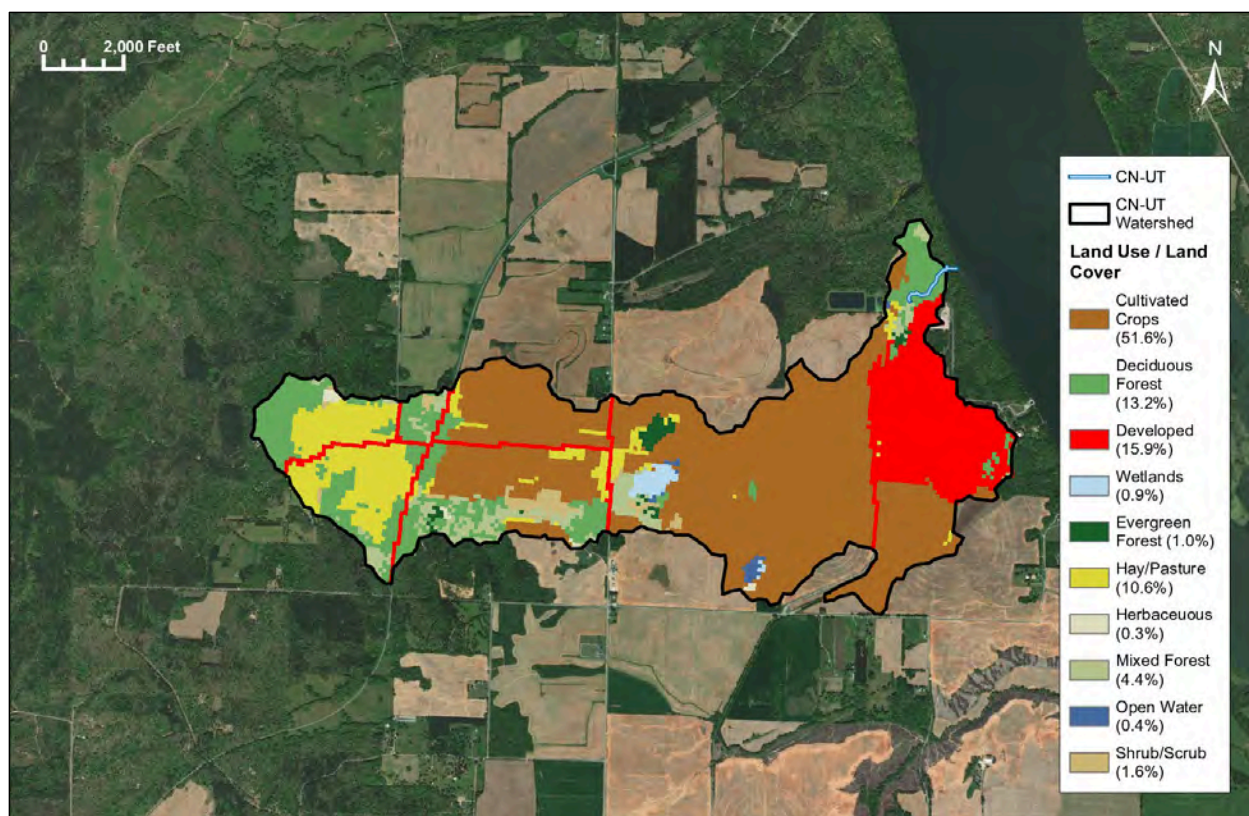 0 2,000 Feet
N
CN-UT
CN-UT
Watershed
Land Use / Land
Cover
Cultivated
Crops
(51.6%)
Deciduous
Forest
(13.2%)
Developed
(15.9%)
Wetlands
(0.9%)
Evergreen
Forest (1.0%)
Hay/Pasture
(10.6%)
Herbaceuous
(0.3%)
Mixed Forest
(4.4%)
Open Water
(0.4%)
Shrub/Scrub
(1.6%)